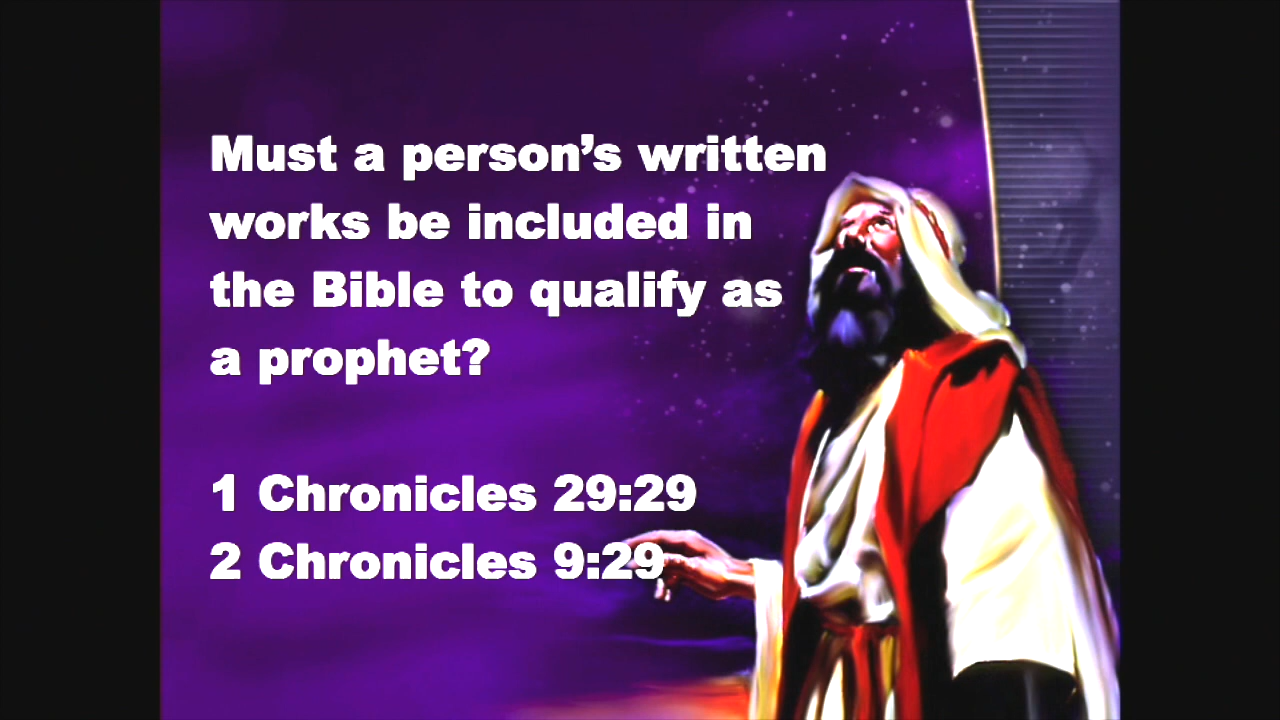 Must a person’s written
works be included in
the Bible to qualify as
a prophet?
1 Chronicles 29:29
2 Chronicles 9:29